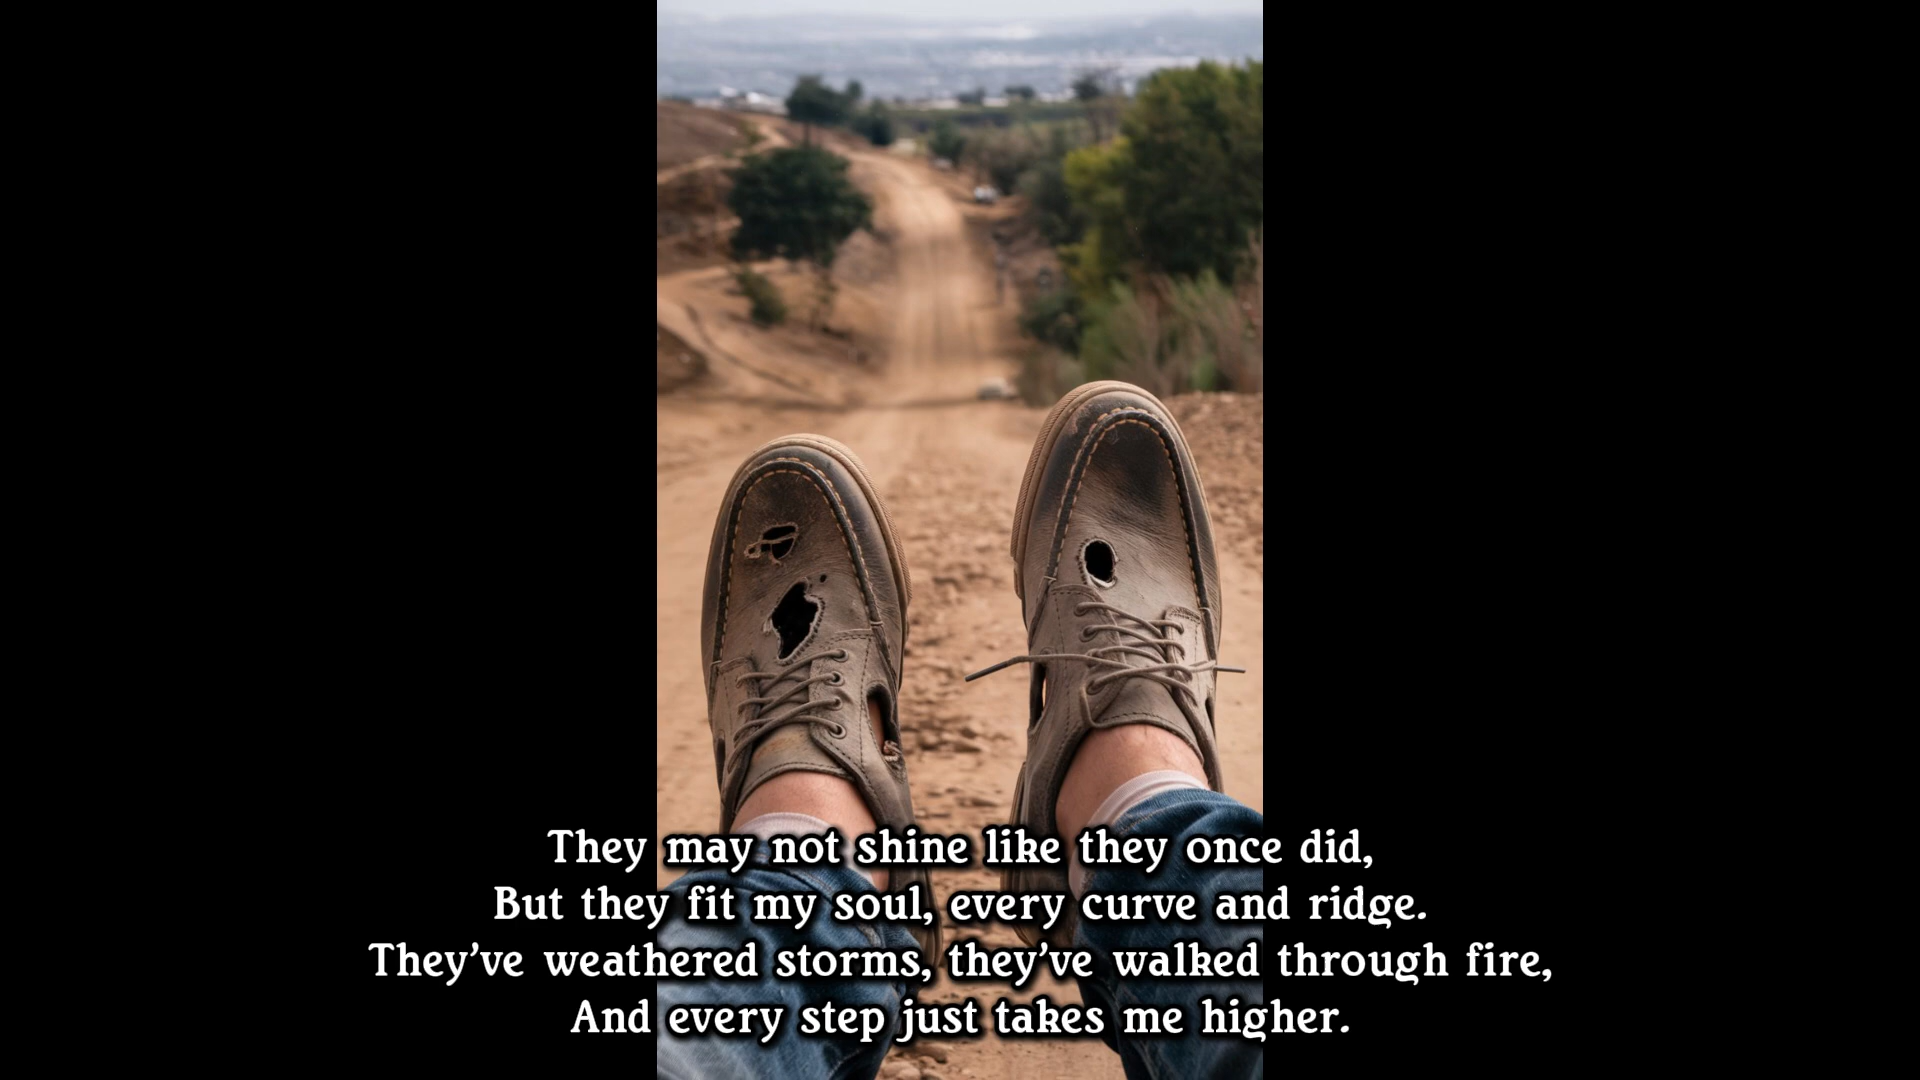 They may not shine like they once did,
But they fit my soul, every curve and ridge.
They've weathered storms, they've walked through fire,
And every step just takes me higher.